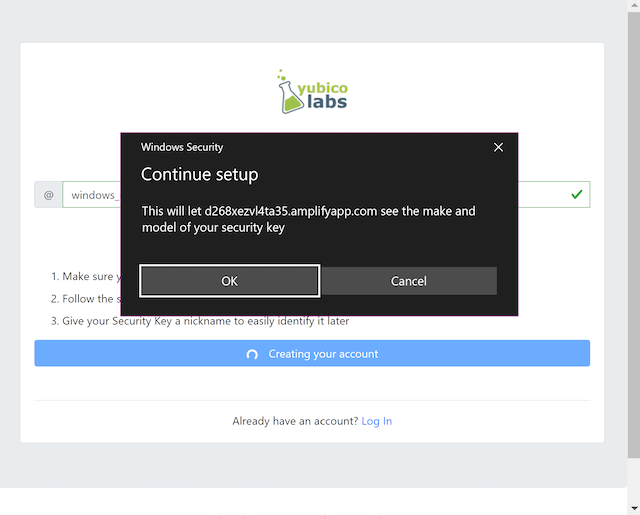 yubico
labs
Windows Security
Continue setup
This will let d268xezvl4ta35.amplifyapp.com see the make and
model of your security key
OK
Cancel
@
windows_
1. Make sure
2. Follow the
3. Give your Security Key a nickname to easily identify it later
Creating your account
Already have an account? Log In